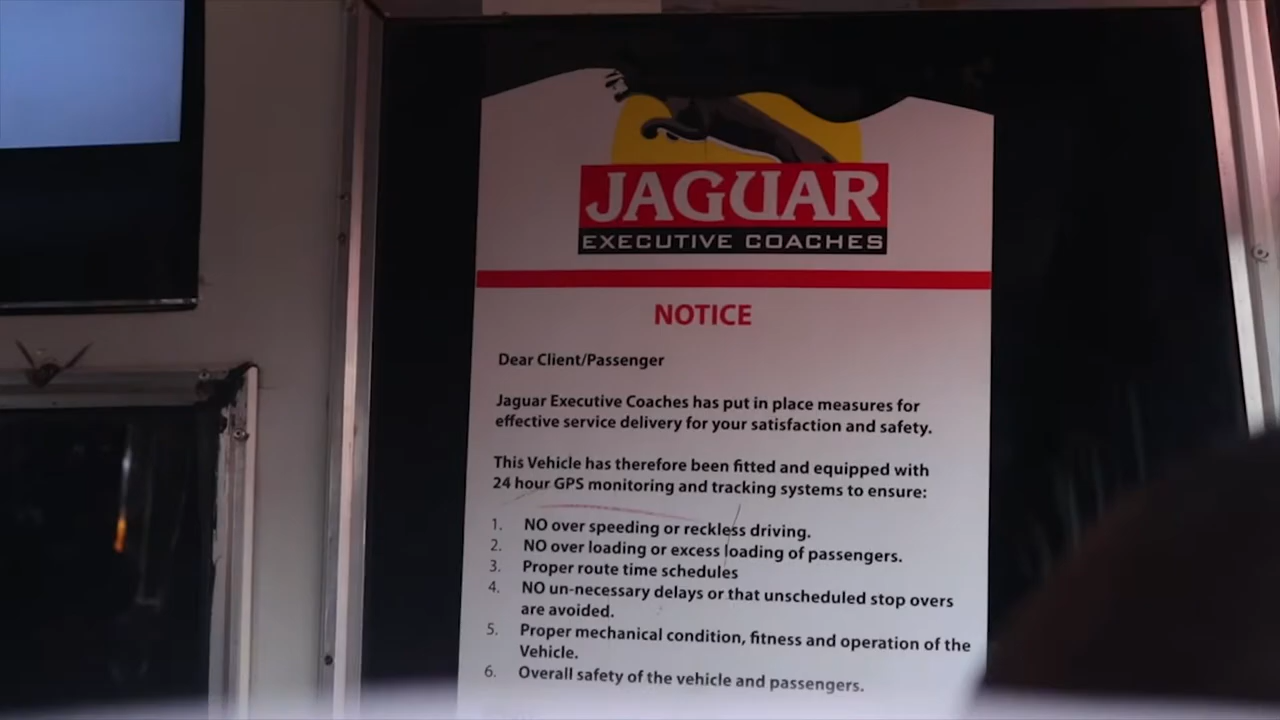 JAGUAR
EXECUTIVE COACHES
NOTICE
Dear Client/Passenger
Jaguar Executive Coaches has put in place measures for
effective service delivery for your satisfaction and safety.
This Vehicle has therefore been fitted and equipped with
24 hour GPS monitoring and tracking systems to ensure:
1. NO over speeding or reckless driving.
2. NO over loading or excess loading of passengers.
3. Proper route time schedules
4. NO un-necessary delays or that unscheduled stop overs
are avoided.
5. Proper mechanical condition, fitness and operation of the
Vehicle.
6. Overall safety of the vehicle and passengers.